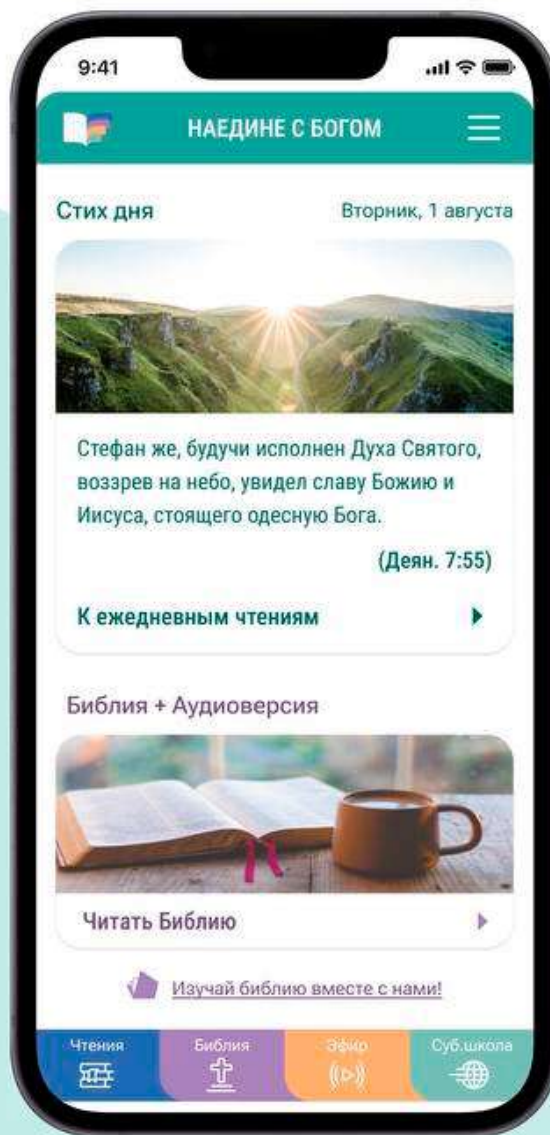 9:41
НАЕДИНЕ С БОГОМ
Стих дня
Вторник, 1 августа
Стефан же, будучи исполнен Духа Святого,
воззрев на небо, увидел славу Божию и
Иисуса, стоящего одесную Бога.
(Деян. 7:55)
К ежедневным чтениям
Библия + Аудиоверсия
Читать Библию
Изучай библию вместе с нами!
Чтения
Библия
Эфир
Суб.школа